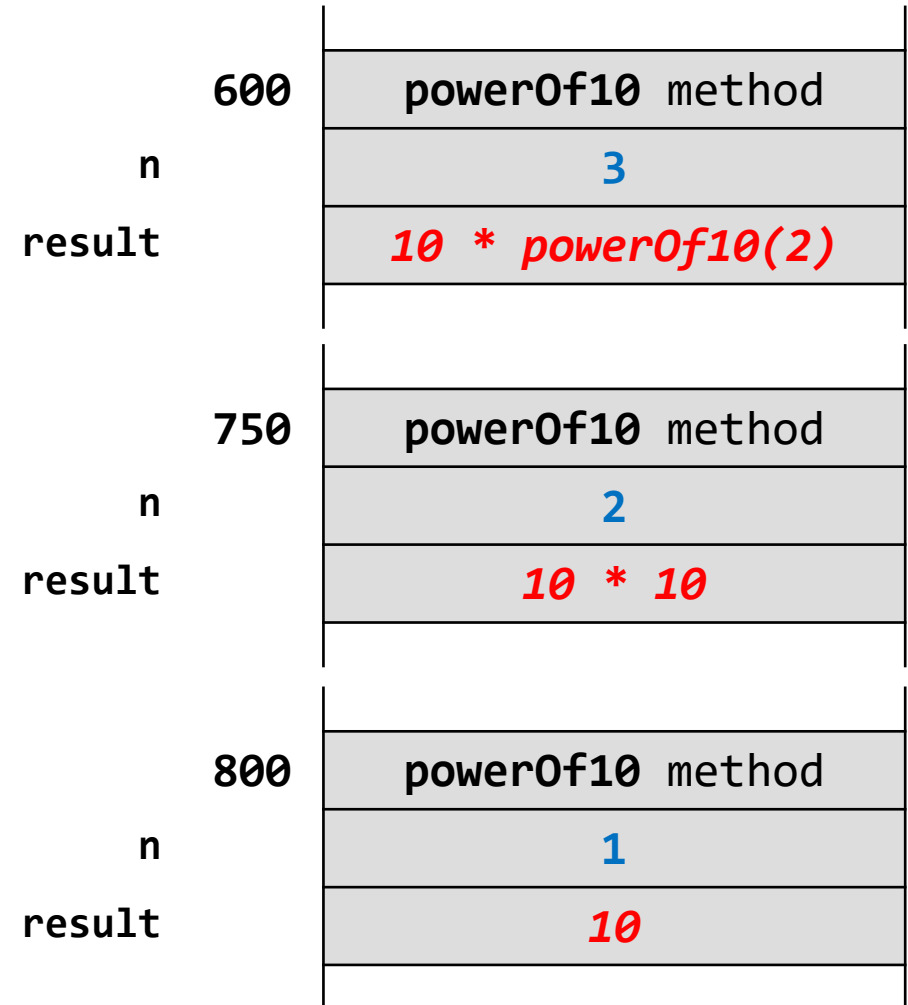 600 powerOf10 method
n 3
result 10 * powerOf10(2)
750 powerOf10 method
n 2
result 10 * 10
800 powerOf10 method
n 1
result 10